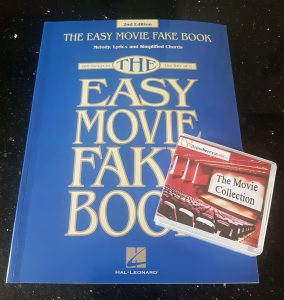 2nd Edition
THE EASY MOVIE FAKE BOOK
Melody, Lyrics and Simplified Chords
THE
EASY
MOVIE
FAKE
BOOK
The Movie
Collection
HAL•LEONARD®